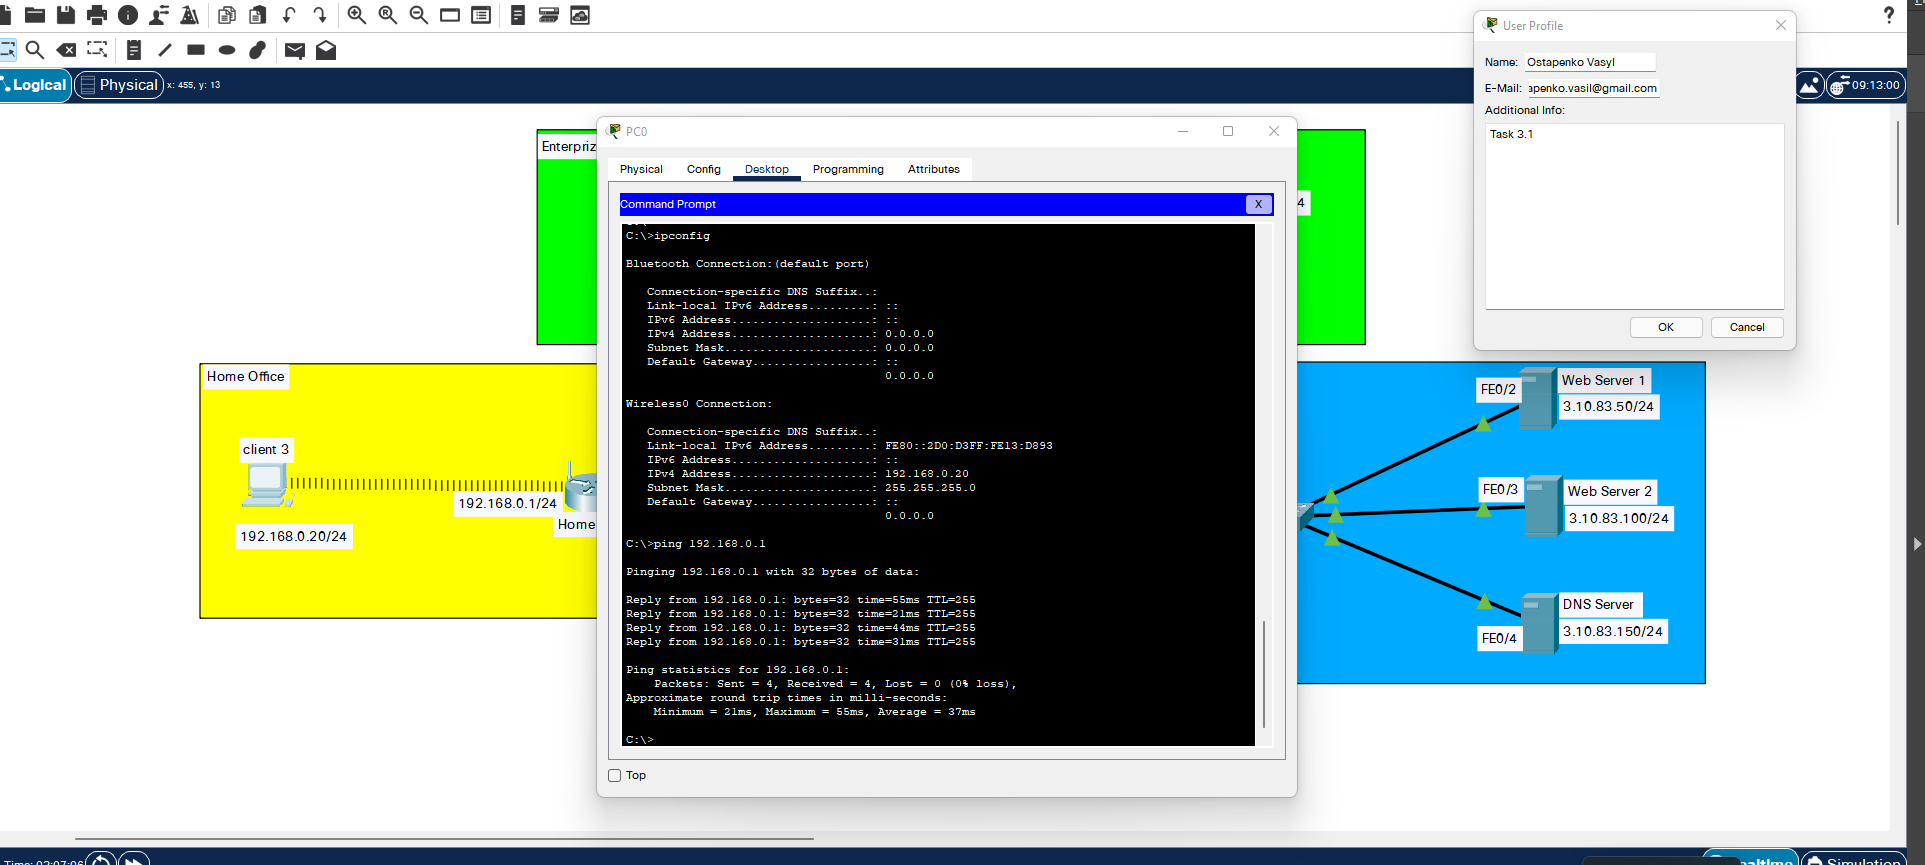 Logical
Physical
x: 455, y: 13
09:13:00
User Profile
Name: Ostapenko Vasyl
E-Mail: apenko.vasil@gmail.com
Additional Info:
Task 3.1
OK
Cancel
Enterpriz
4
PC0
Physical
Config
Desktop
Programming
Attributes
Command Prompt
X
C:\>ipconfig
Bluetooth Connection:(default port)
Connection-specific DNS Suffix..:
Link-local IPv6 Address.........: ::
IPv6 Address....................: ::
IPv4 Address....................: 0.0.0.0
Subnet Mask.....................: 0.0.0.0
Default Gateway.................: ::
0.0.0.0
Wireless0 Connection:
Connection-specific DNS Suffix..:
Link-local IPv6 Address.........: FE80::2D0:D3FF:FE13:D893
IPv6 Address....................: ::
IPv4 Address....................: 192.168.0.20
Subnet Mask.....................: 255.255.255.0
Default Gateway.................: ::
0.0.0.0
C:\>ping 192.168.0.1
Pinging 192.168.0.1 with 32 bytes of data:
Reply from 192.168.0.1: bytes=32 time=55ms TTL=255
Reply from 192.168.0.1: bytes=32 time=21ms TTL=255
Reply from 192.168.0.1: bytes=32 time=44ms TTL=255
Reply from 192.168.0.1: bytes=32 time=31ms TTL=255
Ping statistics for 192.168.0.1:
Packets: Sent = 4, Received = 4, Lost = 0 (0% loss),
Approximate round trip times in milli-seconds:
Minimum = 21ms, Maximum = 55ms, Average = 37ms
C:\>
Top
Home Office
client 3
192.168.0.20/24
192.168.0.1/24
Home
FE0/2
Web Server 1
3.10.83.50/24
FE0/3
Web Server 2
3.10.83.100/24
FE0/4
DNS Server
3.10.83.150/24
Time: 02:07:06
Realtime
Simulation